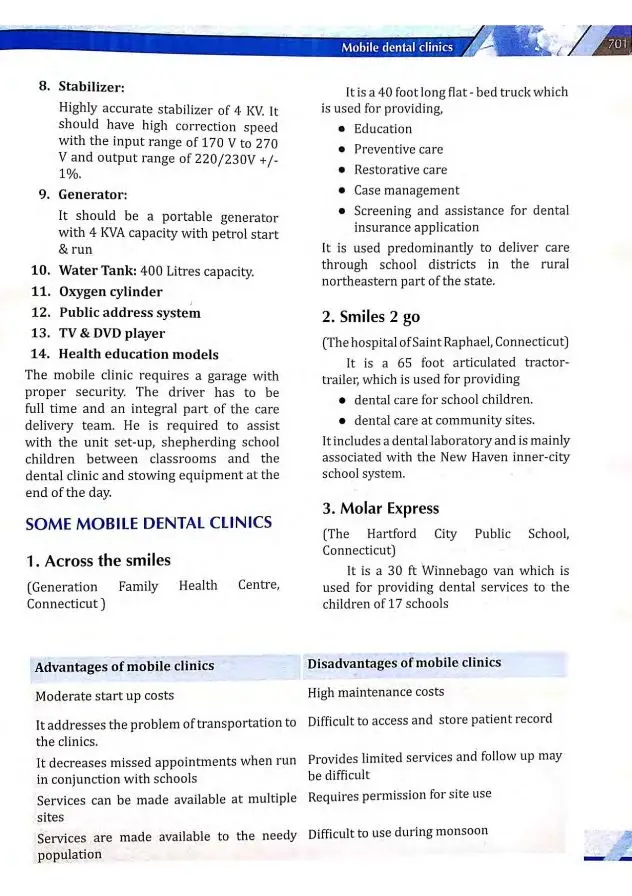 Mobile dental clinics
701
8. Stabilizer:
Highly accurate stabilizer of 4 KV. It
should have high correction speed
with the input range of 170 V to 270
V and output range of 220/230V +/-
1%.
9. Generator:
It should be a portable generator
with 4 KVA capacity with petrol start
& run
10. Water Tank: 400 Litres capacity.
11. Oxygen cylinder
12. Public address system
13. TV & DVD player
14. Health education models
The mobile clinic requires a garage with
proper security. The driver has to be
full time and an integral part of the care
delivery team. He is required to assist
with the unit set-up, shepherding school
children between classrooms and the
dental clinic and stowing equipment at the
end of the day.
SOME MOBILE DENTAL CLINICS
1. Across the smiles
(Generation Family Health Centre,
Connecticut )
It is a 40 foot long flat - bed truck which
is used for providing,
• Education
• Preventive care
• Restorative care
• Case management
• Screening and assistance for dental
insurance application
It is used predominantly to deliver care
through school districts in the rural
northeastern part of the state.
2. Smiles 2 go
(The hospital of Saint Raphael, Connecticut)
It is a 65 foot articulated tractor-
trailer, which is used for providing
• dental care for school children.
• dental care at community sites.
It includes a dental laboratory and is mainly
associated with the New Haven inner-city
school system.
3. Molar Express
(The Hartford City Public School,
Connecticut)
It is a 30 ft Winnebago van which is
used for providing dental services to the
children of 17 schools
Advantages of mobile clinics
Disadvantages of mobile clinics
Moderate start up costs
High maintenance costs
It addresses the problem of transportation to
the clinics.
Difficult to access and store patient record
It decreases missed appointments when run
in conjunction with schools
Provides limited services and follow up may
be difficult
Services can be made available at multiple
sites
Requires permission for site use
Services are made available to the needy
population
Difficult to use during monsoon